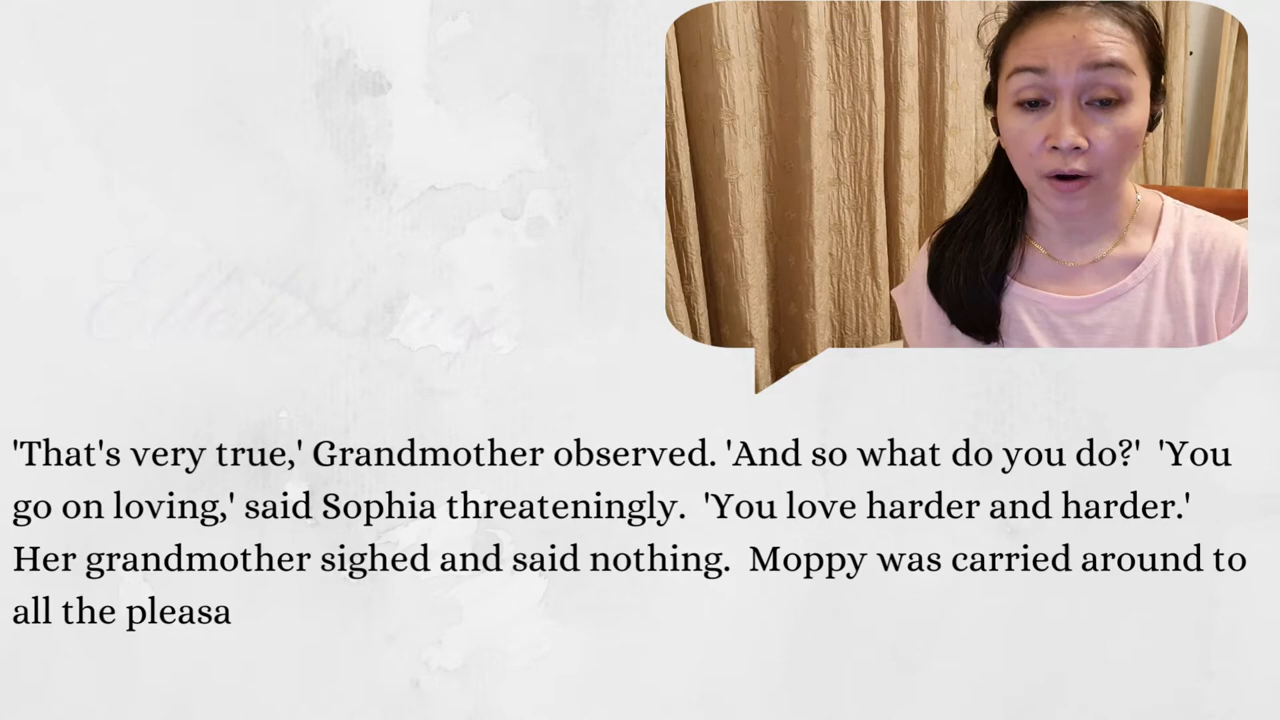 'That's very true,' Grandmother observed. 'And so what do you do?'  'You
go on loving,' said Sophia threateningly.  'You love harder and harder.'
Her grandmother sighed and said nothing.  Moppy was carried around to
all the pleasa